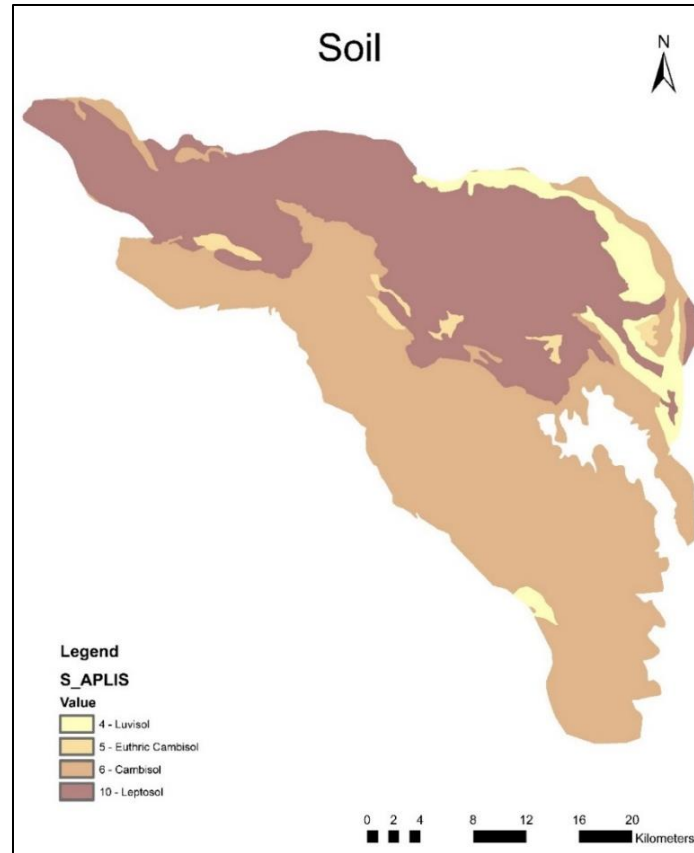 Soil
N
Legend
S_APLIS
Value
4 - Luvisol
5 - Euthric Cambisol
6 - Cambisol
10 - Leptosol
0 2 4 8 12 16 20
Kilometers